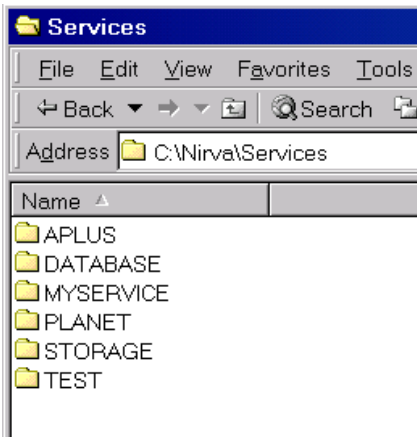 Services
File Edit View Favorites Tools
Back Search
Address C:\Nirva\Services
Name
APLUS
DATABASE
MYSERVICE
PLANET
STORAGE
TEST